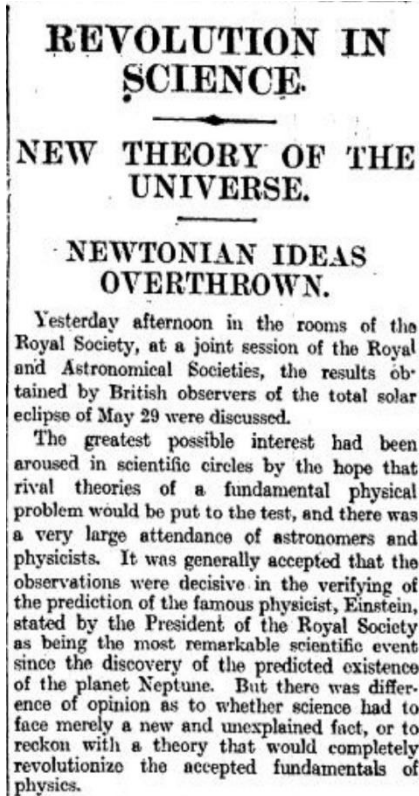 REVOLUTION IN
SCIENCE.
NEW THEORY OF THE
UNIVERSE.
NEWTONIAN IDEAS
OVERTHROWN.
Yesterday afternoon in the rooms of the
Royal Society, at a joint session of the Royal
and Astronomical Societies, the results ob-
tained by British observers of the total solar
eclipse of May 29 were discussed.
The greatest possible interest had been
aroused in scientific circles by the hope that
rival theories of a fundamental physical
problem would be put to the test, and there was
a very large attendance of astronomers and
physicists. It was generally accepted that the
observations were decisive in the verifying of
the prediction of the famous physicist, Einstein,
stated by the President of the Royal Society
as being the most remarkable scientific event
since the discovery of the predicted existence
of the planet Neptune. But there was differ-
ence of opinion as to whether science had to
face merely a new and unexplained fact, or to
reckon with a theory that would completely
revolutionize the accepted fundamentals of
physics.